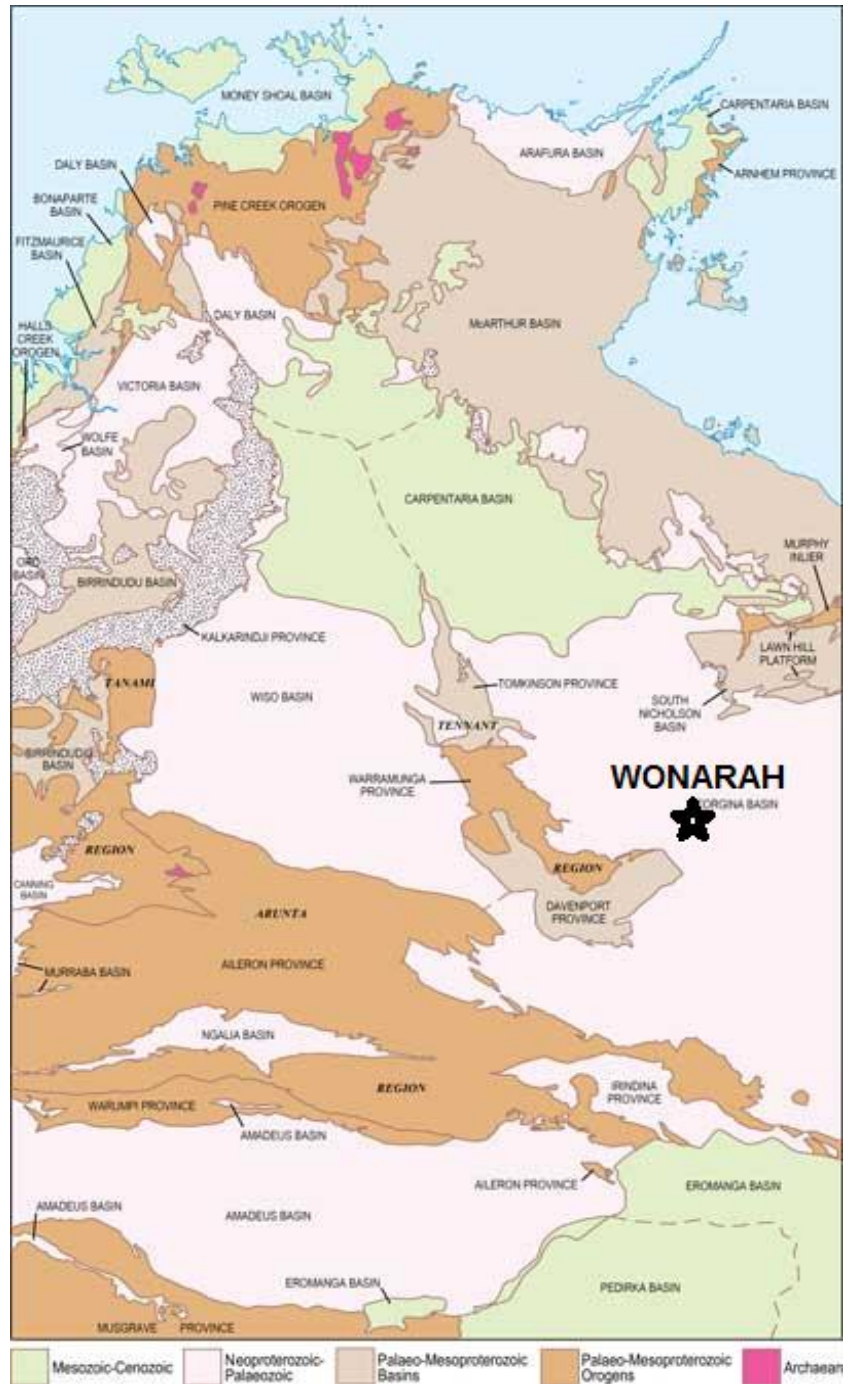 MONEY SHOAL BASIN
CARPENTARIA
BASIN
ARAFURA BASIN
DALY BASIN
ARNHEM PROVINCE
BONAPARTE
BASIN
PINE CREEK OROGEN
FITZMAURICE
BASIN
DALY BASIN
McARTHUR BASIN
HALLS
CREEK
OROGEN
VICTORIA BASIN
WOLFE
BASIN
CARPENTARIA BASIN
MURPHY
INLIER
ORD
BASIN
BIRRINDUDU BASIN
KALKARINDJI PROVINCE
LAWN HILL
PLATFORM
TANAMI
WISO BASIN
TOMKINSON PROVINCE
SOUTH
NICHOLSON
BASIN
TENNANT
BIRRINDUDU
BASIN
WARRAMUNGA
PROVINCE
WONARAH
EORGINA BASIN
REGION
REGION
CANNING
BASIN
DAVENPORT
PROVINCE
ARUNTA
AILERON PROVINCE
MURRABA BASIN
NGALIA BASIN
REGION
IRINDINA
PROVINCE
WARUMPI PROVINCE
AMADEUS BASIN
AILERON PROVINCE
EROMANGA BASIN
AMADEUS BASIN
AMADEUS BASIN
EROMANGA BASIN
PEDIRKA BASIN
MUSGRAVE PROVINCE
Mesozoic-Cenozoic
Neoproterozoic-
Palaeozoic
Palaeo-Mesoproterozoic
Basins
Palaeo-Mesoproterozoic
Orogens
Archaean